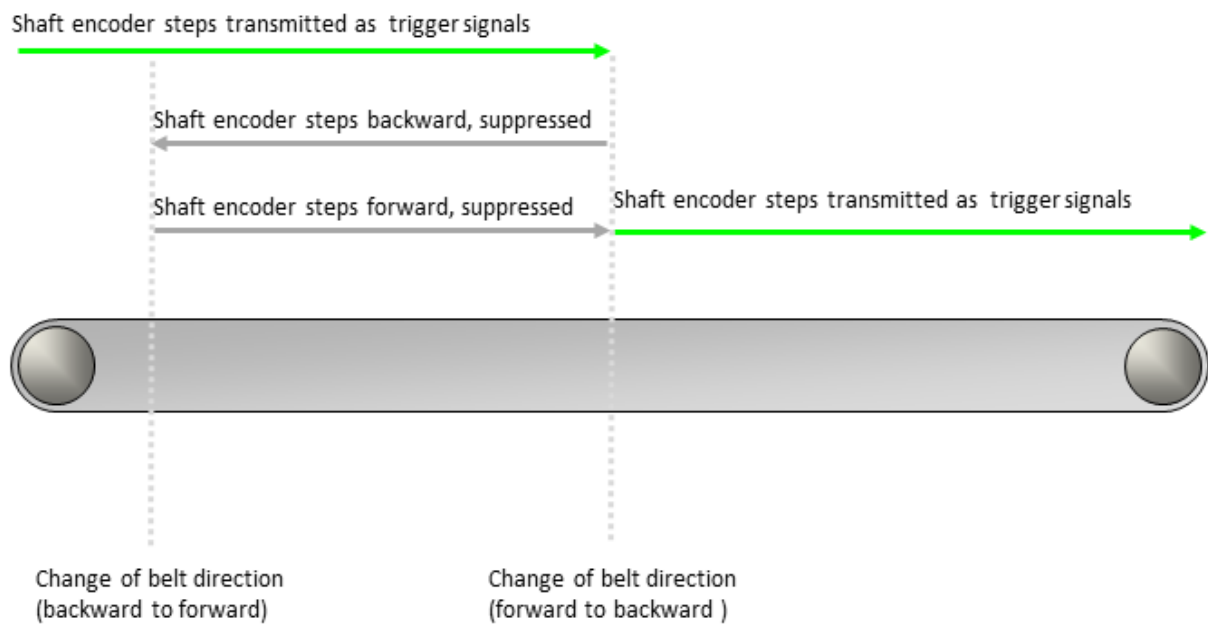 Shaft encoder steps transmitted as trigger signals
Shaft encoder steps backward, suppressed
Shaft encoder steps forward, suppressed
Shaft encoder steps transmitted as trigger signals
Change of belt direction
(backward to forward)
Change of belt direction
(forward to backward )